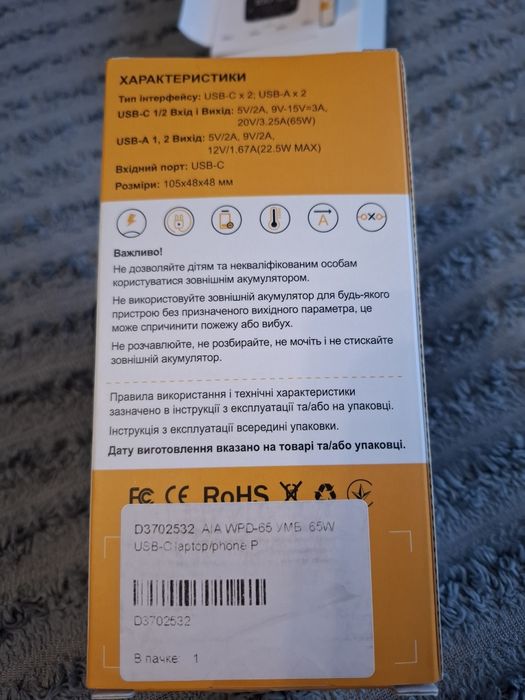 ХАРАКТЕРИСТИКИ
Тип інтерфейсу: USB-C x 2; USB-A x 2
USB-C 1/2 Вхід і Вихід: 5V/2A, 9V-15V=3A,
20V/3.25A(65W)
USB-A 1, 2 Вихід: 5V/2A, 9V/2A,
12V/1.67A(22.5W MAX)
Вхідний порт: USB-C
Розміри: 105x48x48 мм
A
Важливо!
Не дозволяйте дітям та некваліфікованим особам
користуватися зовнішнім акумулятором.
Не використовуйте зовнішній акумулятор для будь-якого
пристрою без призначеного вихідного параметра, це
може спричинити пожежу або вибух.
Не розчавлюйте, не розбирайте, не мочіть і не стискайте
зовнішній акумулятор.
Правила використання і технічні характеристики
зазначено в інструкції з експлуатації та/або на упаковці.
Інструкція з експлуатації всередині упаковки.
Дату виготовлення вказано на товарі та/або упаковці.
FC CE RoHS
D3702532 A/A WPD-65 УМБ 65W
USB-C laptop/phone P
D3702532
В пачке: 1